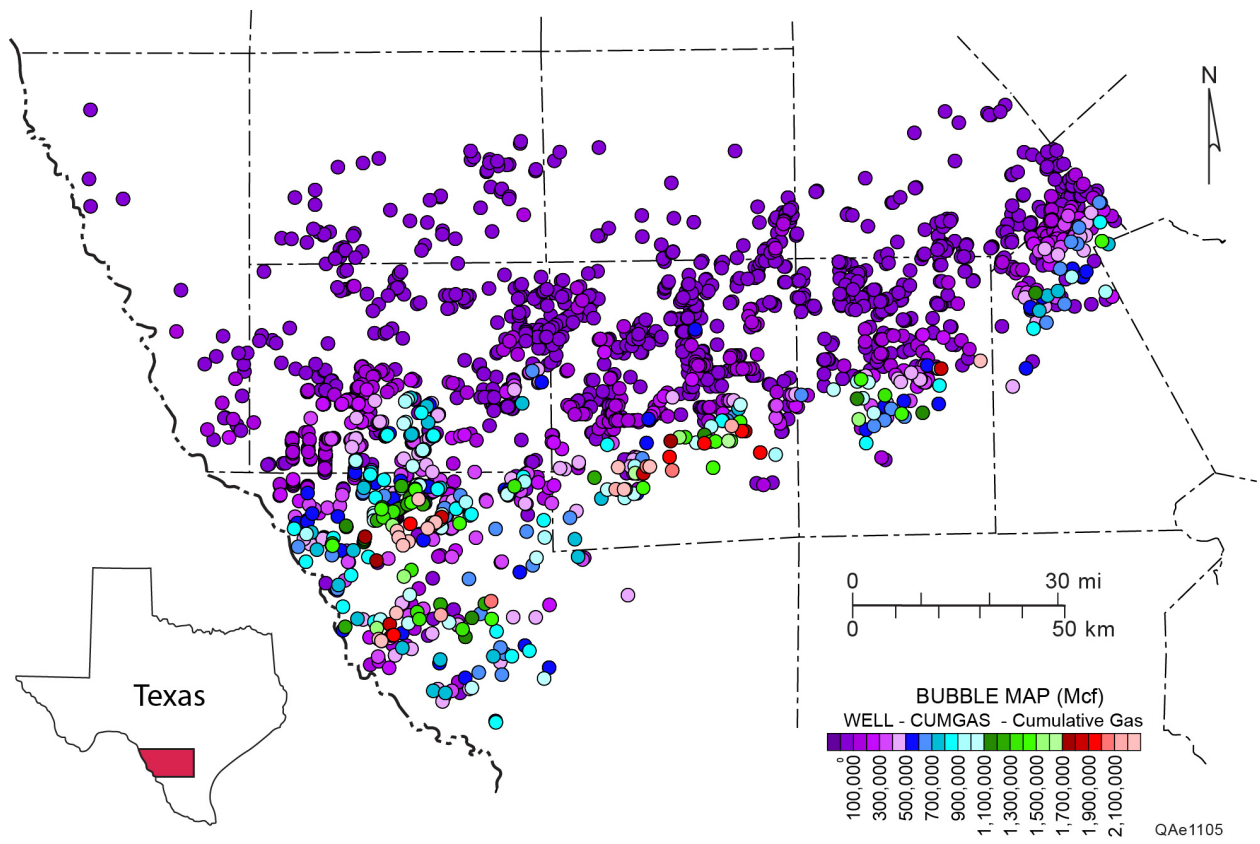 N
0 30 mi
0 50 km
Texas
BUBBLE MAP (Mcf)
WELL - CUMGAS - Cumulative Gas
0
100,000
300,000
500,000
700,000
900,000
1,100,000
1,300,000
1,500,000
1,700,000
1,900,000
2,100,000
QAe1105